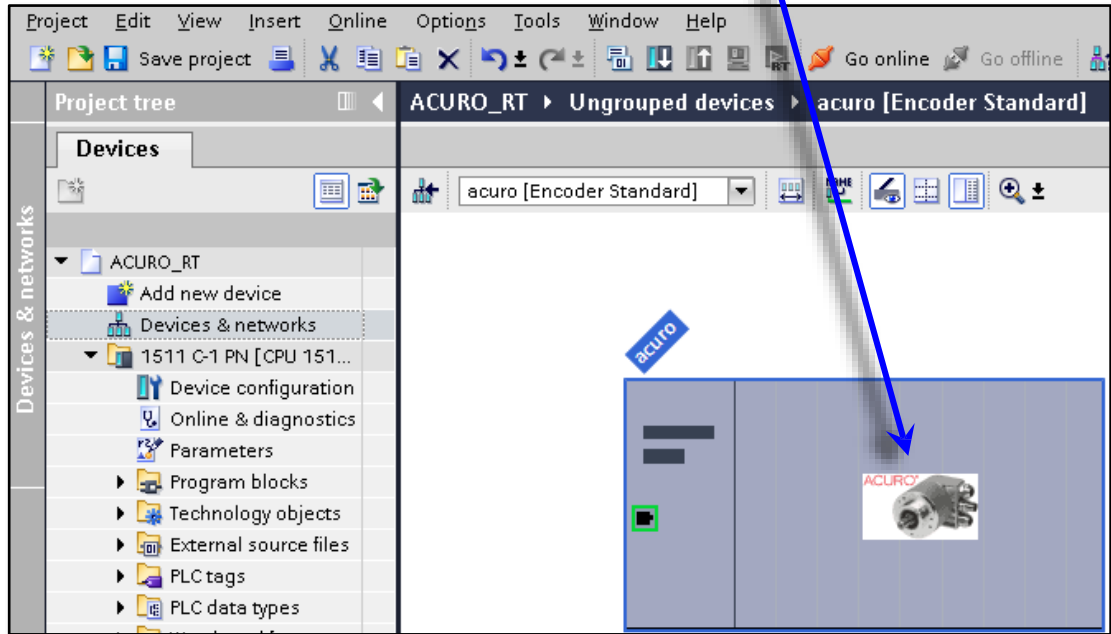 Project Edit View Insert Online Options Tools Window Help
Save project Go online Go offline
Project tree
ACURO_RT ▸ Ungrouped devices ▸ acuro [Encoder Standard]
Devices
acuro [Encoder Standard]
Devices & networks
ACURO_RT
Add new device
Devices & networks
1511 C-1 PN [CPU 151...
Device configuration
Online & diagnostics
Parameters
Program blocks
Technology objects
External source files
PLC tags
PLC data types
acuro
ACURO